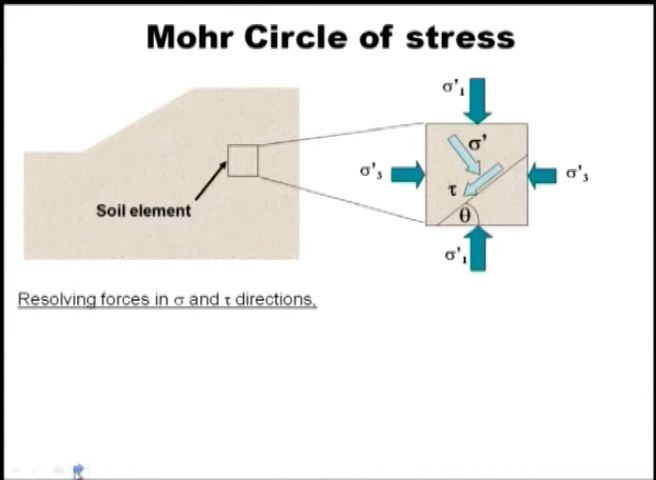 Mohr Circle of stress
σ'₁
σ'
σ'₃
σ'₃
τ
Soil element
θ
σ'₁
Resolving forces in σ and τ directions,